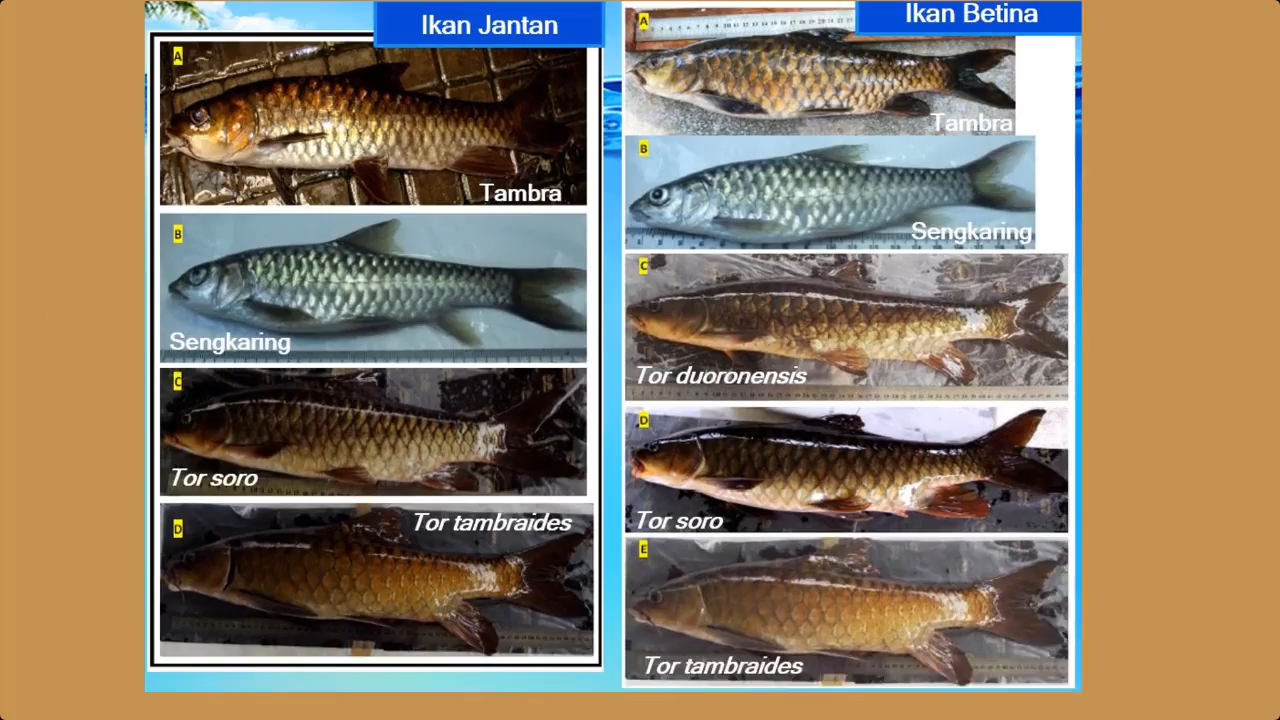 Ikan Jantan
A
Tambra
B
Sengkaring
C
Tor soro
D
Tor tambraides
Ikan Betina
A
Tambra
B
Sengkaring
C
Tor duoronensis
D
Tor soro
E
Tor tambraides